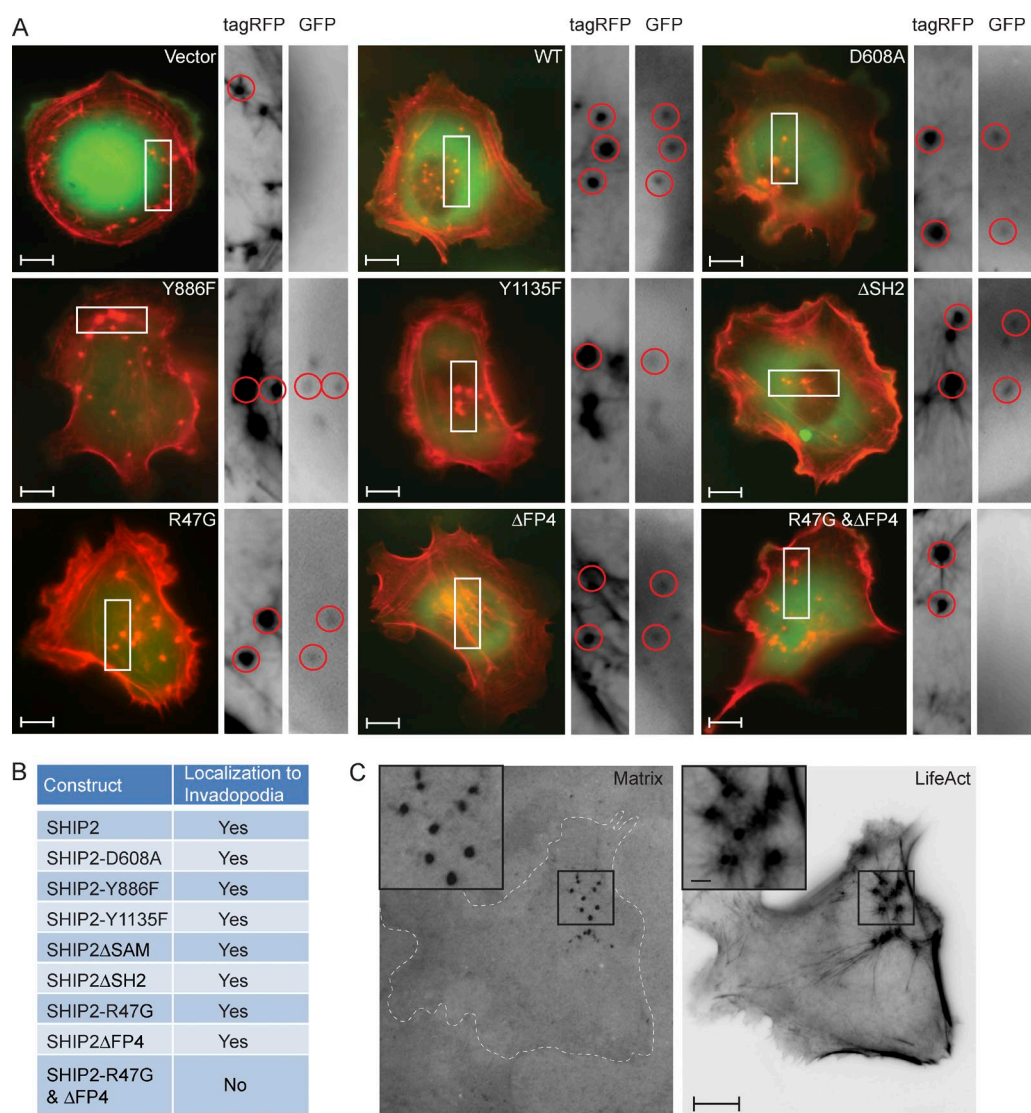 A
tagRFP GFP tagRFP GFP tagRFP GFP
Vector WT D608A
Y886F Y1135F ΔSH2
R47G ΔFP4 R47G &ΔFP4
B
Construct Localization to Invadopodia
SHIP2 Yes
SHIP2-D608A Yes
SHIP2-Y886F Yes
SHIP2-Y1135F Yes
SHIP2ΔSAM Yes
SHIP2ΔSH2 Yes
SHIP2-R47G Yes
SHIP2ΔFP4 Yes
SHIP2-R47G
& ΔFP4 No
C
Matrix LifeAct